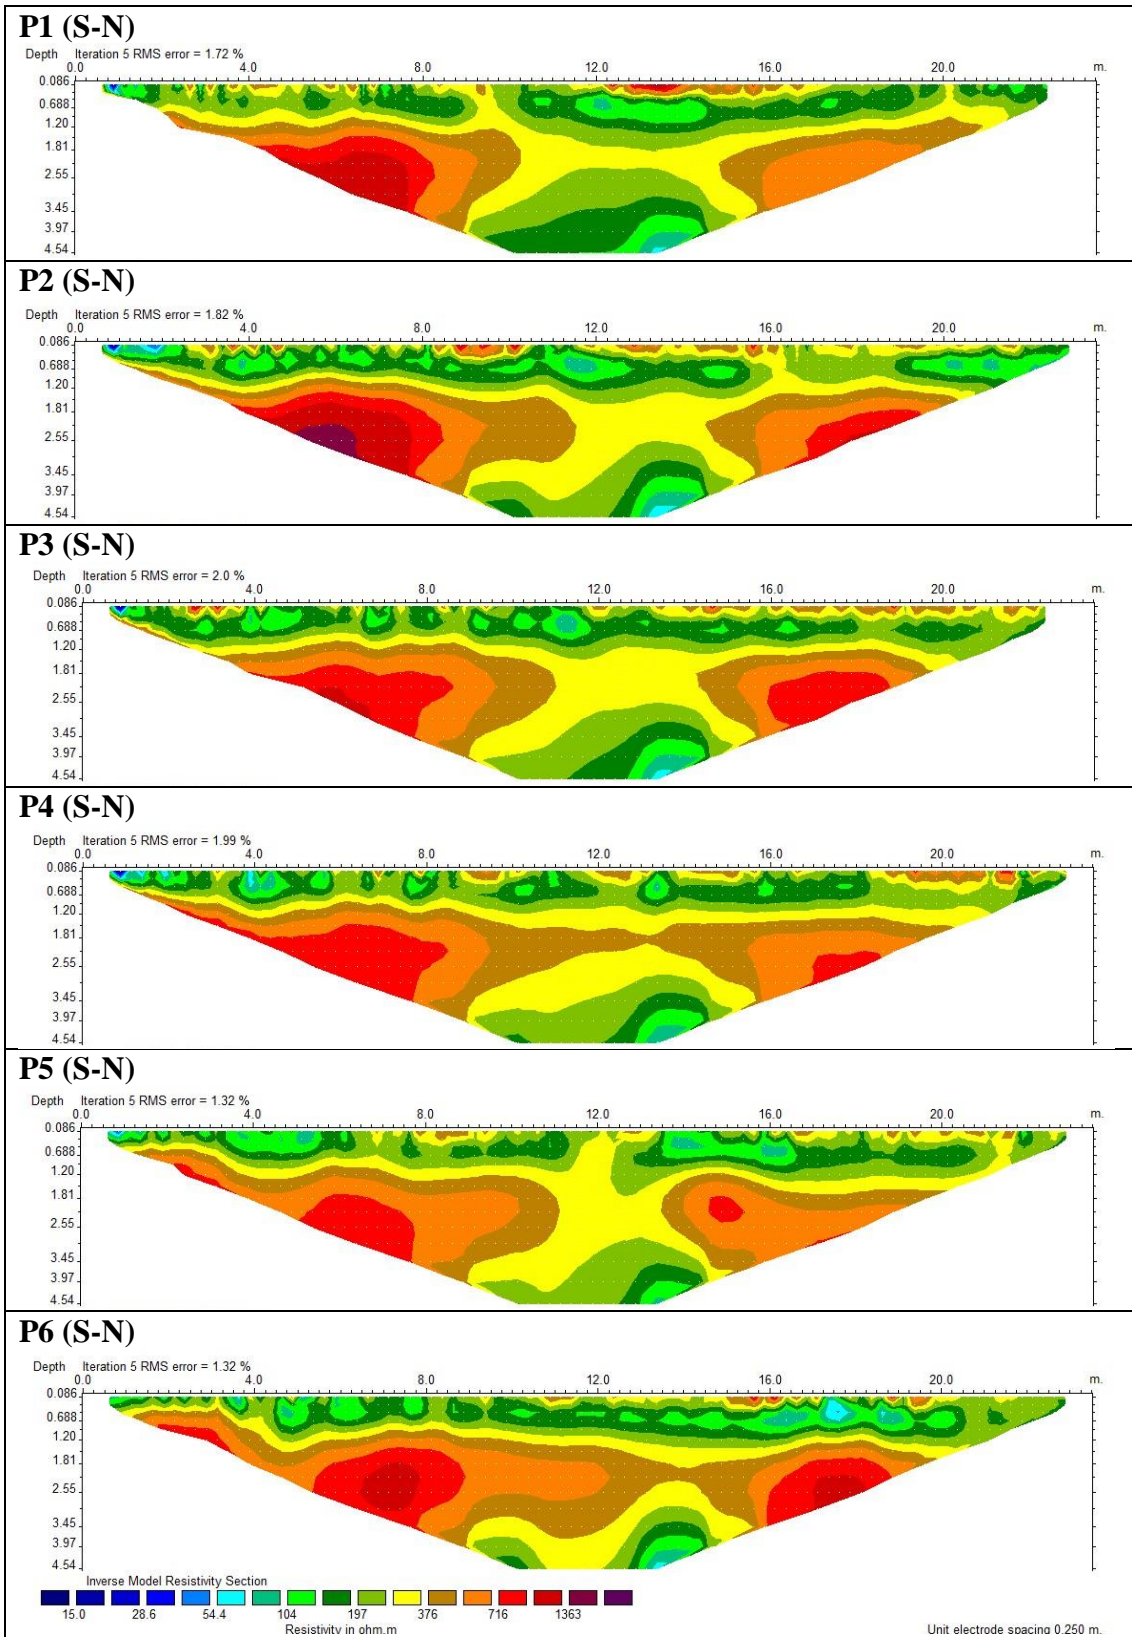 P1 (S-N)
Depth Iteration 5 RMS error = 1.72 %
0.0 4.0 8.0 12.0 16.0 20.0 m.
0.086
0.688
1.20
1.81
2.55
3.45
3.97
4.54
P2 (S-N)
Depth Iteration 5 RMS error = 1.82 %
0.0 4.0 8.0 12.0 16.0 20.0 m.
0.086
0.688
1.20
1.81
2.55
3.45
3.97
4.54
P3 (S-N)
Depth Iteration 5 RMS error = 2.0 %
0.0 4.0 8.0 12.0 16.0 20.0 m.
0.086
0.688
1.20
1.81
2.55
3.45
3.97
4.54
P4 (S-N)
Depth Iteration 5 RMS error = 1.99 %
0.0 4.0 8.0 12.0 16.0 20.0 m.
0.086
0.688
1.20
1.81
2.55
3.45
3.97
4.54
P5 (S-N)
Depth Iteration 5 RMS error = 1.32 %
0.0 4.0 8.0 12.0 16.0 20.0 m.
0.086
0.688
1.20
1.81
2.55
3.45
3.97
4.54
P6 (S-N)
Depth Iteration 5 RMS error = 1.32 %
0.0 4.0 8.0 12.0 16.0 20.0 m.
0.086
0.688
1.20
1.81
2.55
3.45
3.97
4.54
Inverse Model Resistivity Section
15.0 28.6 54.4 104 197 376 716 1363
Resistivity in ohm.m Unit electrode spacing 0.250 m.